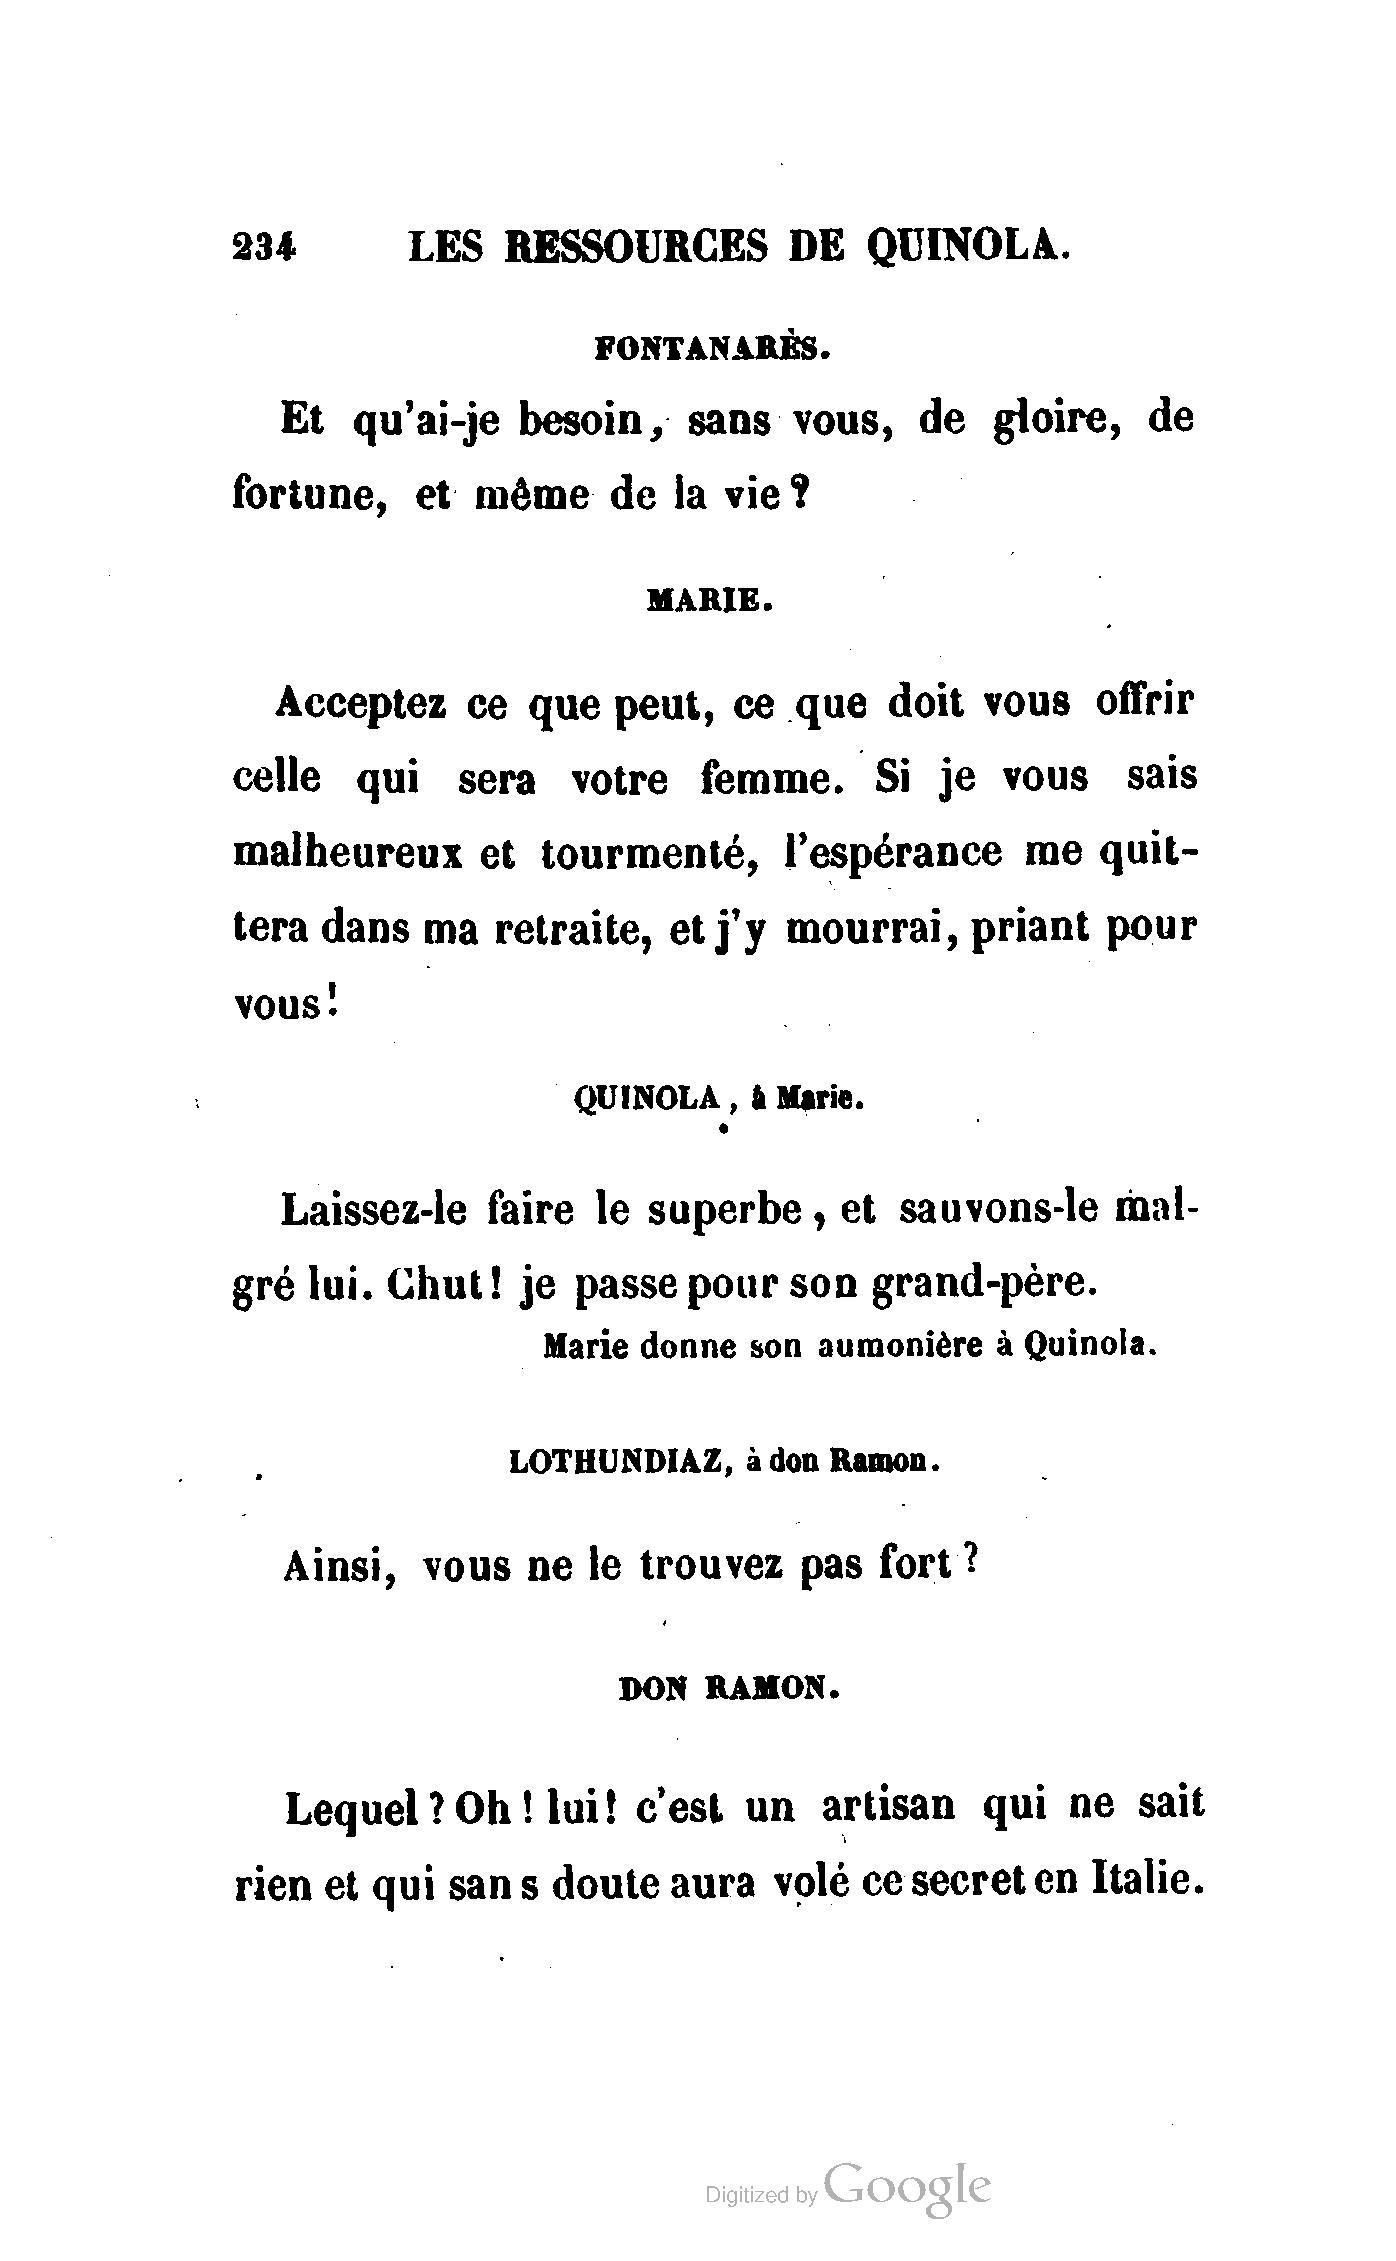 234 LES RESSOURCES DE QUINOLA.
FONTANARÈS.
Et qu'ai-je besoin, sans vous, de gloire, de
fortune, et même de la vie ?
MARIE.
Acceptez ce que peut, ce que doit vous offrir
celle qui sera votre femme. Si je vous sais
malheureux et tourmenté, l'espérance me quit-
tera dans ma retraite, et j'y mourrai, priant pour
vous !
QUINOLA, à Marie.
Laissez-le faire le superbe, et sauvons-le mal-
gré lui. Chut ! je passe pour son grand-père.
Marie donne son aumonière à Quinola.
LOTHUNDIAZ, à don Ramon.
Ainsi, vous ne le trouvez pas fort ?
DON RAMON.
Lequel ? Oh ! lui ! c'est un artisan qui ne sait
rien et qui sans doute aura volé ce secret en Italie.
Digitized by Google